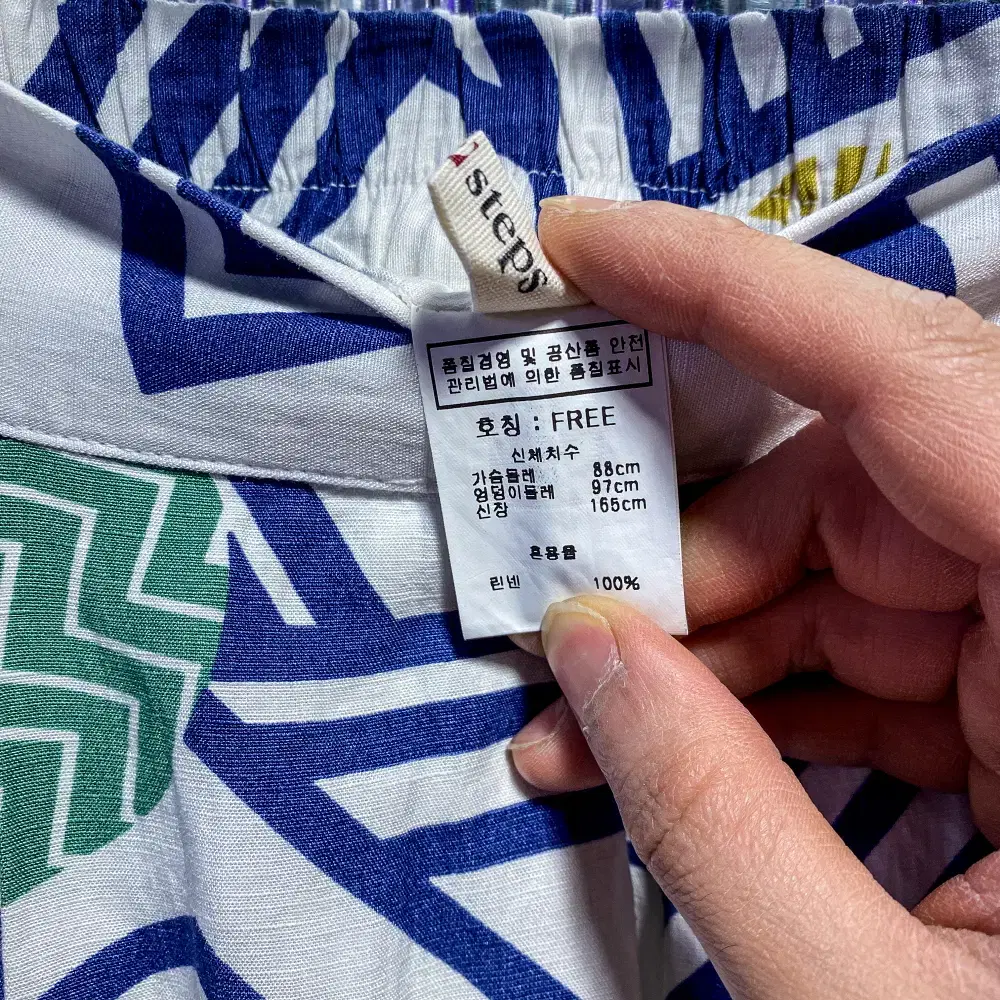 steps
품질경영 및 공산품 안전
관리법에 의한 품질표시
호칭 : FREE
신체치수
가슴둘레 88cm
엉덩이둘레 97cm
신장 165cm
혼용율
린넨 100%